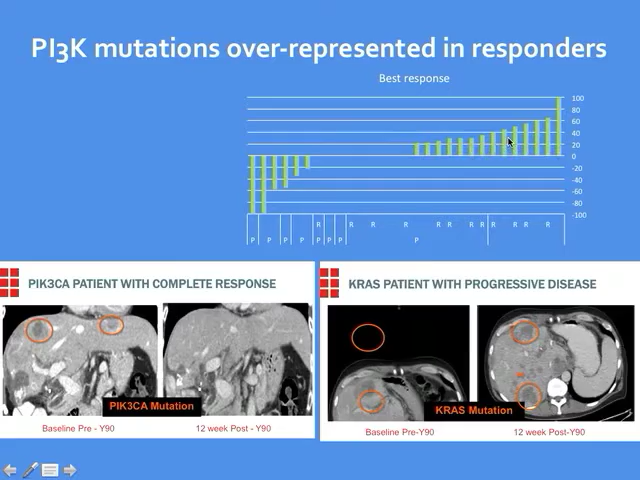 PI3K mutations over-represented in responders
Best response
100
80
60
40
20
0
-20
-40
-60
-80
-100
R R R R R R R R R R
P P P P P P P P
PIK3CA PATIENT WITH COMPLETE RESPONSE
KRAS PATIENT WITH PROGRESSIVE DISEASE
PIK3CA Mutation
KRAS Mutation
Baseline Pre - Y90
12 week Post - Y90
Baseline Pre-Y90
12 week Post-Y90